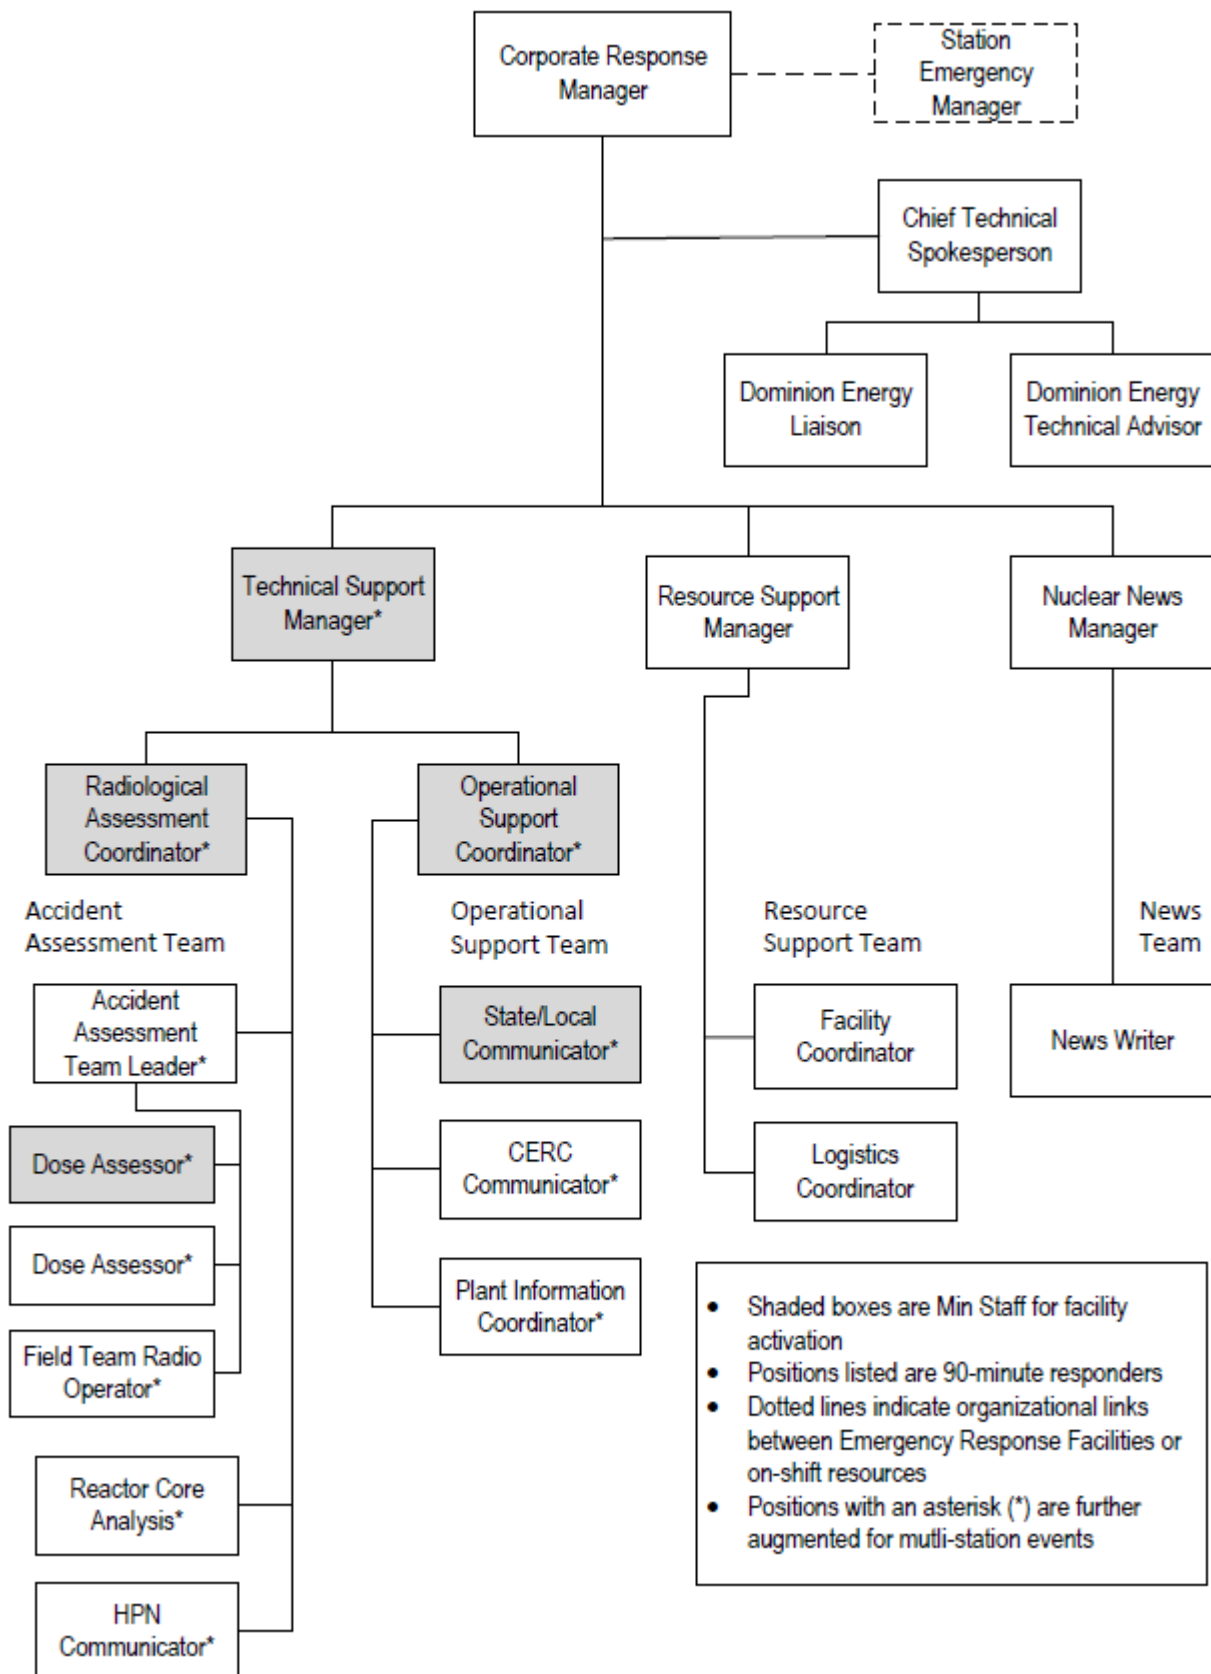 Corporate Response
Manager
Station
Emergency
Manager
Chief Technical
Spokesperson
Dominion Energy
Liaison
Dominion Energy
Technical Advisor
Technical Support
Manager*
Resource Support
Manager
Nuclear News
Manager
Radiological
Assessment
Coordinator*
Operational
Support
Coordinator*
Accident
Assessment Team
Operational
Support Team
Resource
Support Team
News
Team
Accident
Assessment
Team Leader*
State/Local
Communicator*
Facility
Coordinator
News Writer
Dose Assessor*
CERC
Communicator*
Logistics
Coordinator
Dose Assessor*
Plant Information
Coordinator*
Field Team Radio
Operator*
Reactor Core
Analysis*
HPN
Communicator*
• Shaded boxes are Min Staff for facility
activation
• Positions listed are 90-minute responders
• Dotted lines indicate organizational links
between Emergency Response Facilities or
on-shift resources
• Positions with an asterisk (*) are further
augmented for mutli-station events